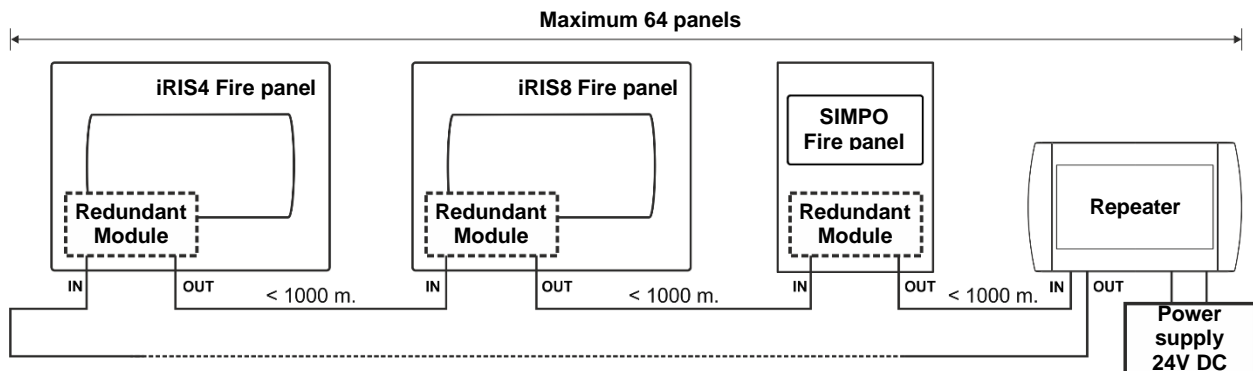 Maximum 64 panels
iRIS4 Fire panel
Redundant
Module
IN
OUT
< 1000 m.
iRIS8 Fire panel
Redundant
Module
IN
OUT
< 1000 m.
SIMPO
Fire panel
Redundant
Module
IN
OUT
< 1000 m.
Repeater
IN
OUT
Power
supply
24V DC